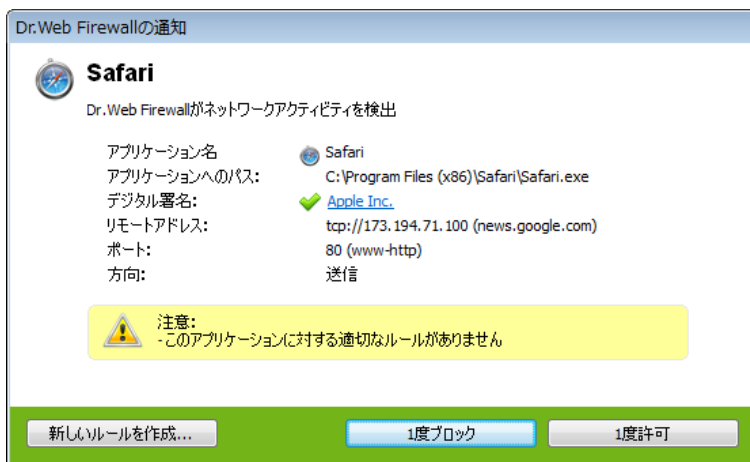 Dr.Web Firewallの通知
Safari
Dr.Web Firewallがネットワークアクティビティを検出
アプリケーション名 Safari
アプリケーションへのパス: C:\Program Files (x86)\Safari\Safari.exe
デジタル署名: Apple Inc.
リモートアドレス: tcp://173.194.71.100 (news.google.com)
ポート: 80 (www-http)
方向: 送信
注意:
-このアプリケーションに対する適切なルールがありません
新しいルールを作成... 1度ブロック 1度許可